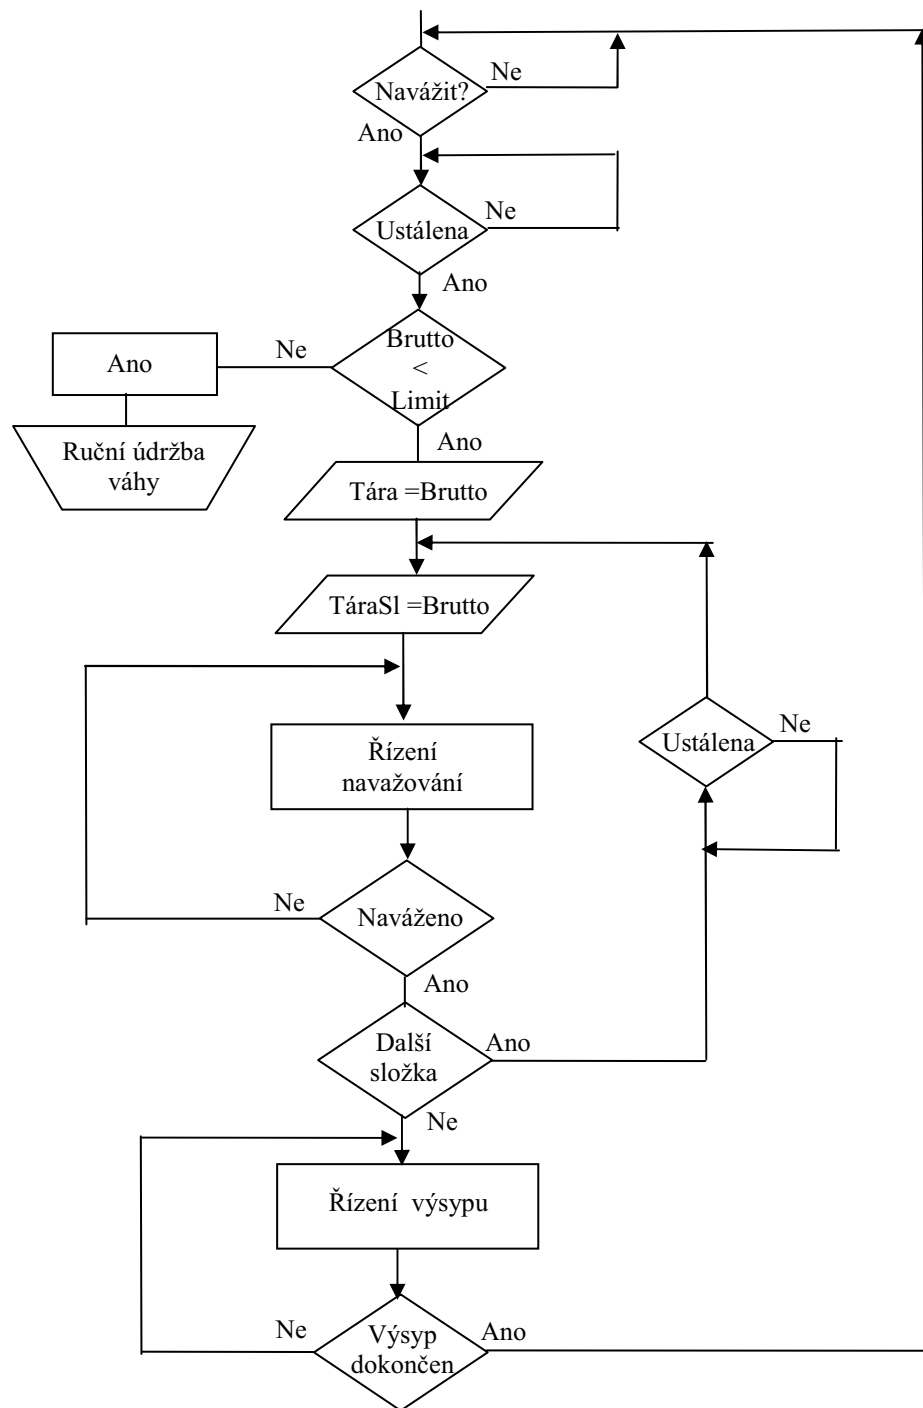 Ne
Navážit?
Ano
Ne
Ustálena
Ano
Brutto
Ne
Ano
<
Limit
Ano
Ruční údržba
váhy
Tára =Brutto
TáraSl =Brutto
Ne
Ustálena
Řízení
navažování
Ne
Naváženo
Ano
Další
Ano
složka
Ne
Řízení výsypu
Ne
Výsyp
Ano
dokončen